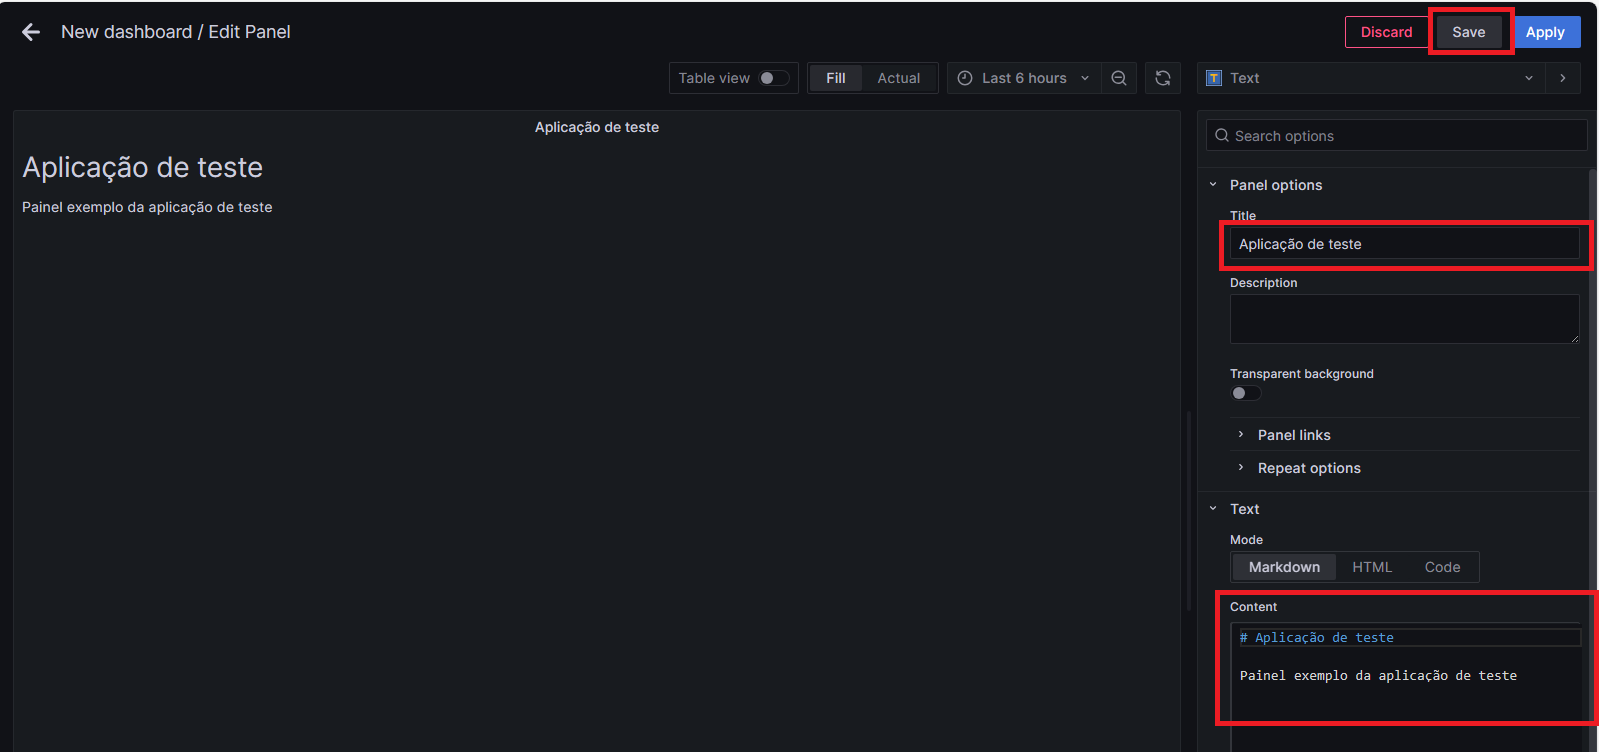 New dashboard / Edit Panel
Discard
Save
Apply
Table view
Fill
Actual
Last 6 hours
Text
Aplicação de teste
Aplicação de teste
Painel exemplo da aplicação de teste
Search options
Panel options
Title
Aplicação de teste
Description
Transparent background
Panel links
Repeat options
Text
Mode
Markdown
HTML
Code
Content
# Aplicação de teste
Painel exemplo da aplicação de teste